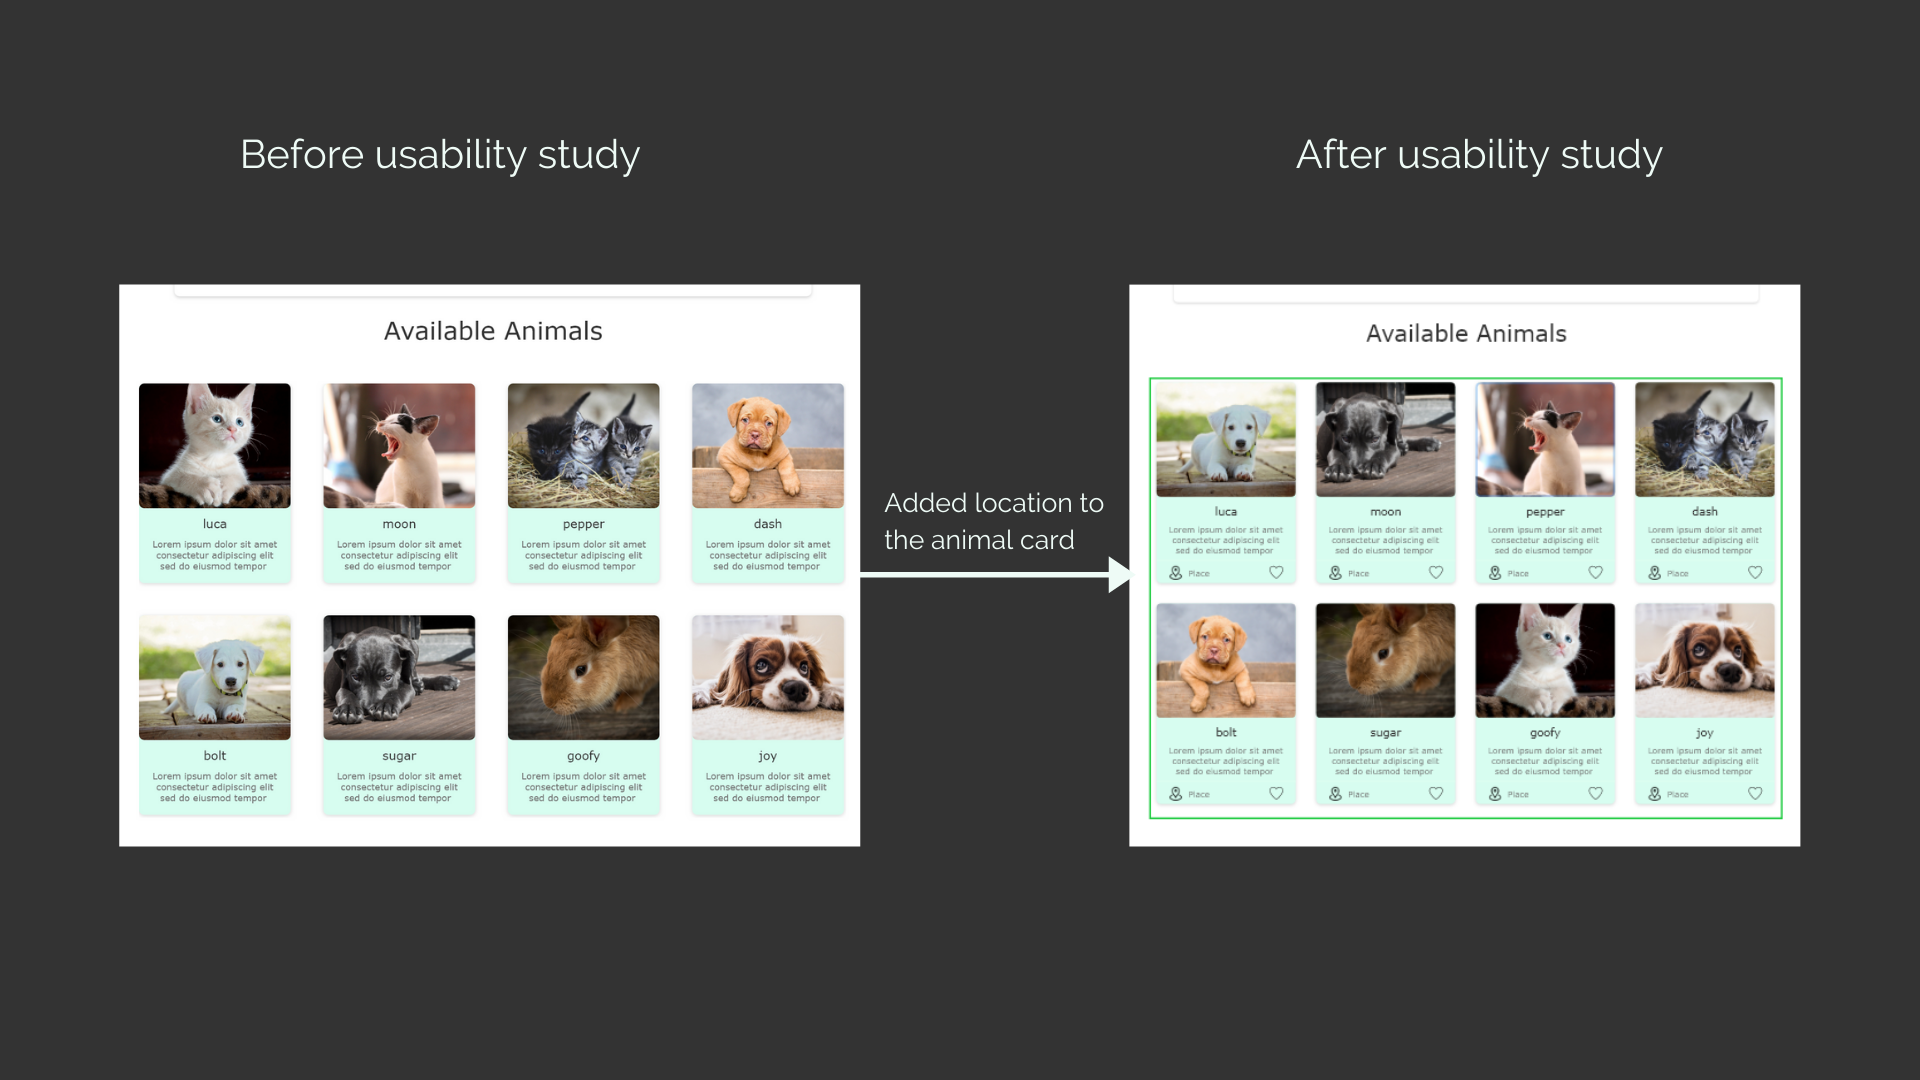 Before usability study
After usability study
Available Animals
luca
Lorem ipsum dolor sit amet
consectetur adipiscing elit
sed do eiusmod tempor
moon
Lorem ipsum dolor sit amet
consectetur adipiscing elit
sed do eiusmod tempor
pepper
Lorem ipsum dolor sit amet
consectetur adipiscing elit
sed do eiusmod tempor
dash
Lorem ipsum dolor sit amet
consectetur adipiscing elit
sed do eiusmod tempor
bolt
Lorem ipsum dolor sit amet
consectetur adipiscing elit
sed do eiusmod tempor
sugar
Lorem ipsum dolor sit amet
consectetur adipiscing elit
sed do eiusmod tempor
goofy
Lorem ipsum dolor sit amet
consectetur adipiscing elit
sed do eiusmod tempor
joy
Lorem ipsum dolor sit amet
consectetur adipiscing elit
sed do eiusmod tempor
Added location to
the animal card
Available Animals
luca
Lorem ipsum dolor sit amet
consectetur adipiscing elit
sed do eiusmod tempor
Place
moon
Lorem ipsum dolor sit amet
consectetur adipiscing elit
sed do eiusmod tempor
Place
pepper
Lorem ipsum dolor sit amet
consectetur adipiscing elit
sed do eiusmod tempor
Place
dash
Lorem ipsum dolor sit amet
consectetur adipiscing elit
sed do eiusmod tempor
Place
bolt
Lorem ipsum dolor sit amet
consectetur adipiscing elit
sed do eiusmod tempor
Place
sugar
Lorem ipsum dolor sit amet
consectetur adipiscing elit
sed do eiusmod tempor
Place
goofy
Lorem ipsum dolor sit amet
consectetur adipiscing elit
sed do eiusmod tempor
Place
joy
Lorem ipsum dolor sit amet
consectetur adipiscing elit
sed do eiusmod tempor
Place